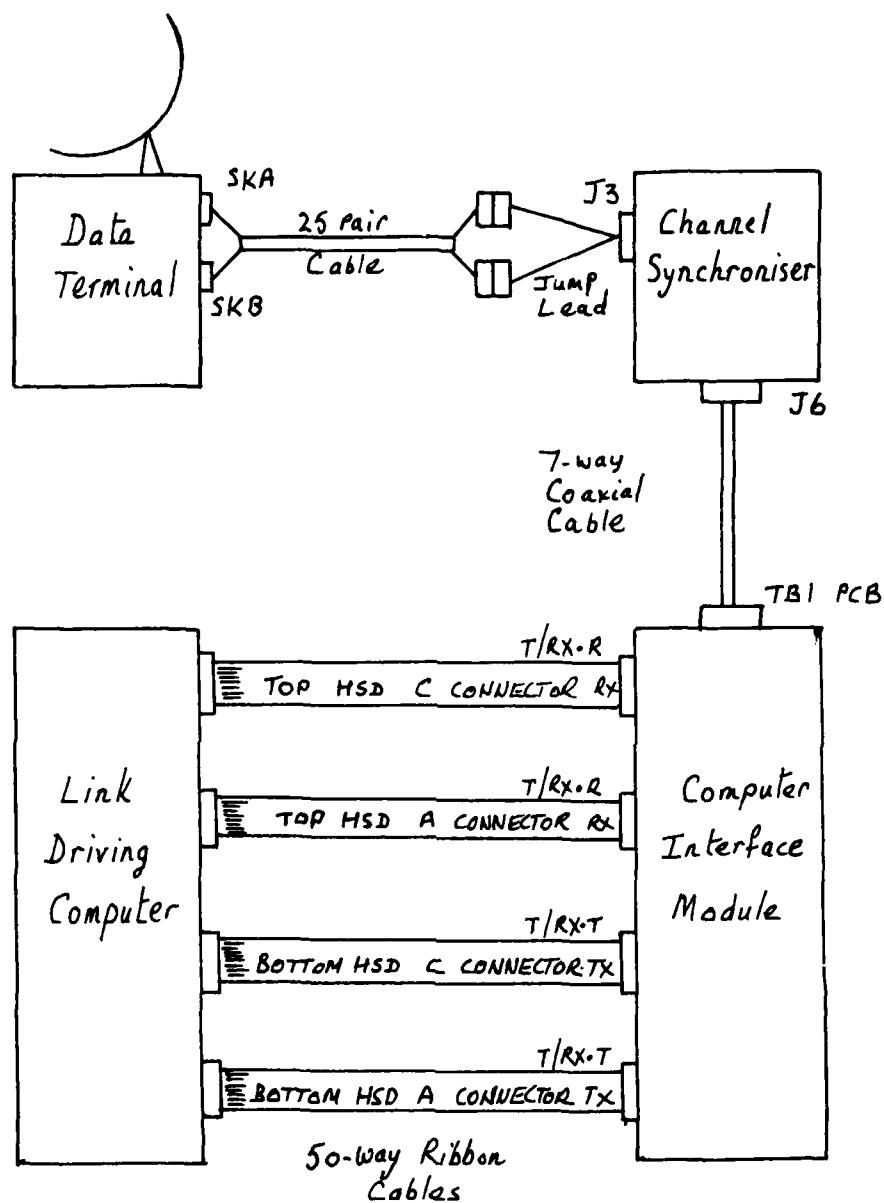 SKA
Data
Terminal
SKB
25 Pair
Cable
Jump
Lead
J3
Channel
Synchroniser
J6
7-way
Coaxial
Cable
TB1 PCB
T/RX.R
TOP HSD C CONNECTOR RX
T/RX.R
TOP HSD A CONNECTOR RX
Link
Driving
Computer
Computer
Interface
Module
T/RX.T
BOTTOM HSD C CONNECTOR.TX
T/RX.T
BOTTOM HSD A CONNECTOR TX
50-way Ribbon
Cables